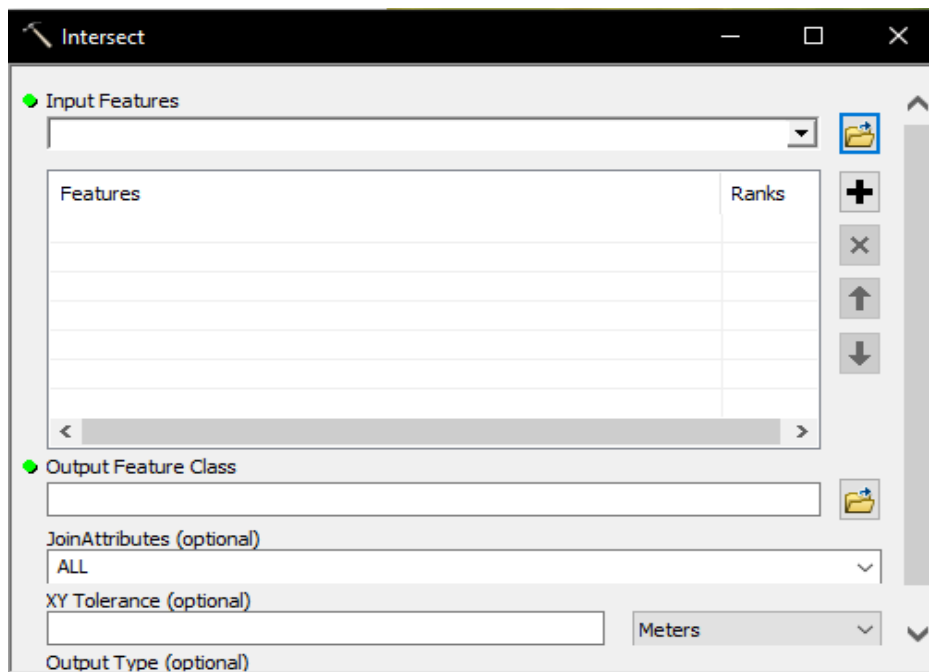 Intersect
Input Features
Features Ranks
Output Feature Class
JoinAttributes (optional)
ALL
XY Tolerance (optional)
Meters
Output Type (optional)